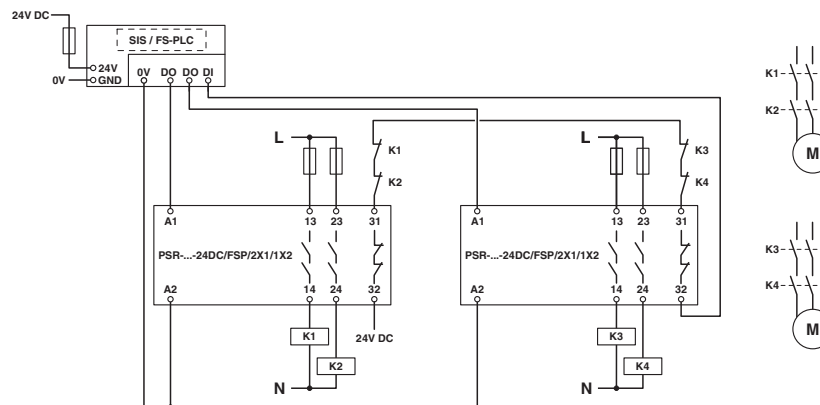 24V DC
SIS / FS-PLC
24V
0V GND
0V DO DO DI
L
K1
K2
L
K3
K4
K1
K2
M
A1 13 23 31
PSR-...-24DC/FSP/2X1/1X2
A2 14 24 32
K1
K2
24V DC
N
A1 13 23 31
PSR-...-24DC/FSP/2X1/1X2
A2 14 24 32
K3
K4
N
K3
K4
M